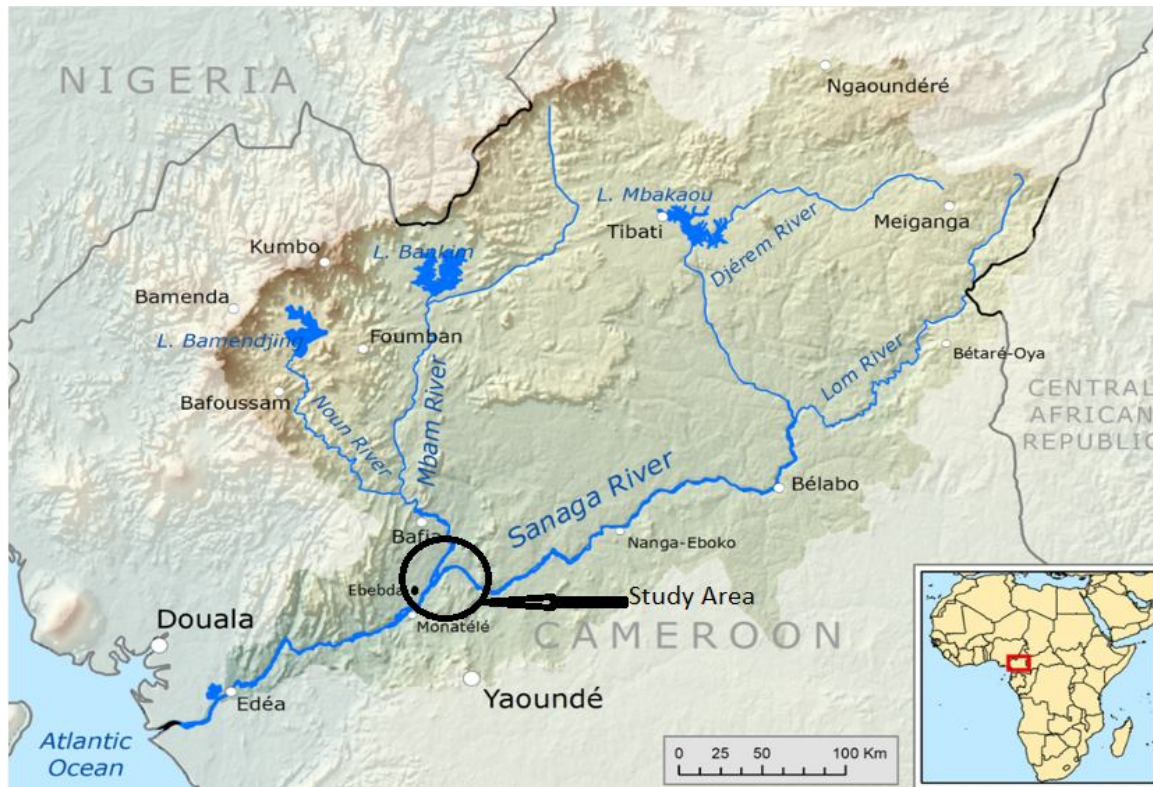 NIGERIA
Ngaoundéré
L. Mbakaou
Tibati
Meiganga
Djérem River
Kumbo
L. Bankim
Bamenda
L. Bamendjing
Foumban
Bétaré-Oya
Lom River
Bafoussam
Noun River
Mbam River
CENTRAL
AFRICAN
REPUBLIC
Sanaga River
Bélabo
Bafia
Nanga-Eboko
Ebebda
Study Area
Monatélé
CAMEROON
Douala
Yaoundé
Edéa
Atlantic
Ocean
0 25 50 100 Km